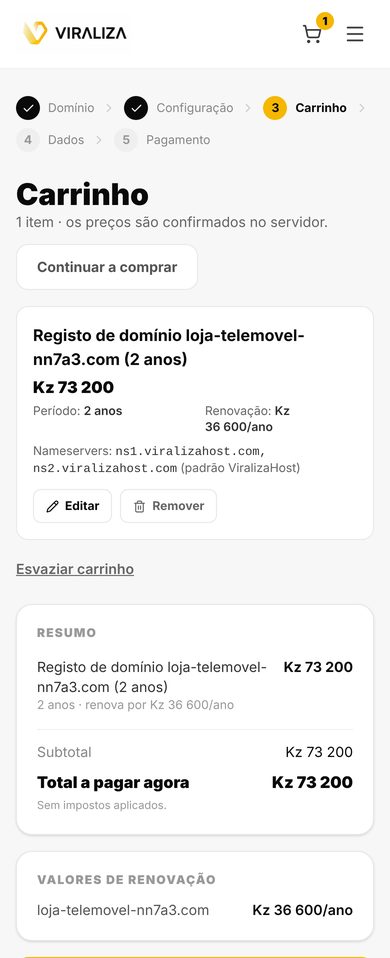 VIRALIZA
1
Domínio
Configuração
3 Carrinho
4 Dados
5 Pagamento
Carrinho
1 item · os preços são confirmados no servidor.
Continuar a comprar
Registo de domínio loja-telemovel-
nn7a3.com (2 anos)
Kz 73 200
Período: 2 anos
Renovação: Kz
36 600/ano
Nameservers: ns1.viralizahost.com,
ns2.viralizahost.com (padrão ViralizaHost)
Editar
Remover
Esvaziar carrinho
RESUMO
Registo de domínio loja-telemovel- Kz 73 200
nn7a3.com (2 anos)
2 anos · renova por Kz 36 600/ano
Subtotal Kz 73 200
Total a pagar agora Kz 73 200
Sem impostos aplicados.
VALORES DE RENOVAÇÃO
loja-telemovel-nn7a3.com Kz 36 600/ano